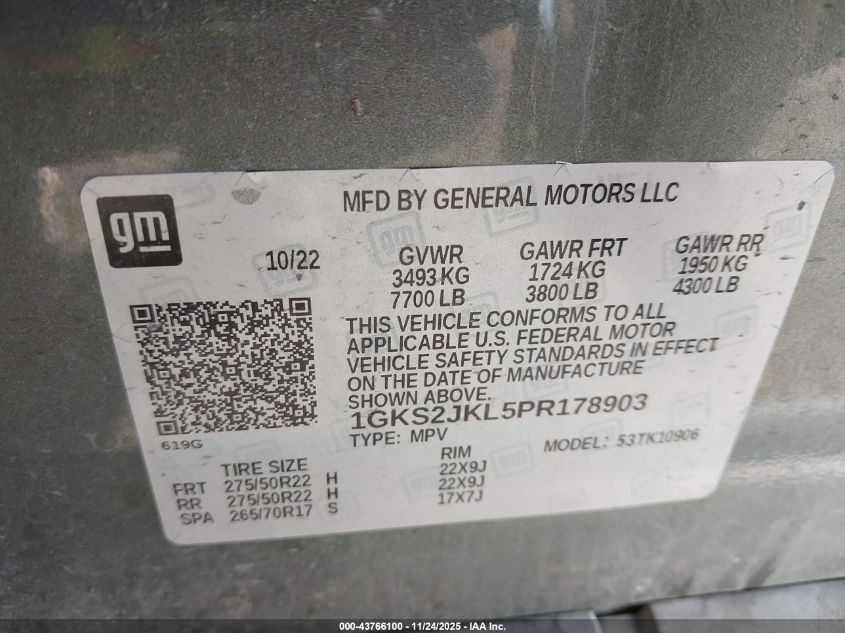 gm
MFD BY GENERAL MOTORS LLC
10/22 GVWR GAWR FRT GAWR RR
3493 KG 1724 KG 1950 KG
7700 LB 3800 LB 4300 LB
THIS VEHICLE CONFORMS TO ALL
APPLICABLE U.S. FEDERAL MOTOR
VEHICLE SAFETY STANDARDS IN EFFECT
ON THE DATE OF MANUFACTURE
SHOWN ABOVE.
619G
1GKS2JKL5PR178903
TYPE: MPV MODEL: 53TK10906
TIRE SIZE RIM
FRT 275/50R22 H 22X9J
RR 275/50R22 H 22X9J
SPA 265/70R17 S 17X7J
000-43766100 - 11/24/2025 - IAA Inc.